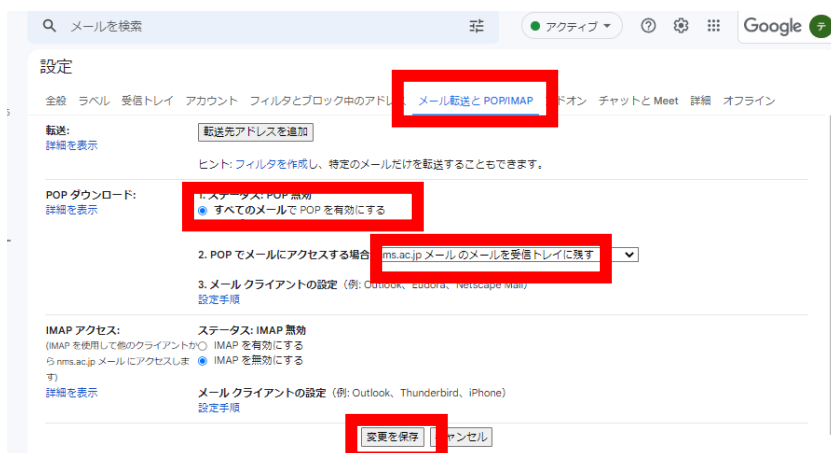 メールを検索
アクティブ
Google
テ
設定
全般 ラベル 受信トレイ アカウント フィルタとブロック中のアドレ メール転送と POP/IMAP ドオン チャットと Meet 詳細 オフライン
転送:
詳細を表示
転送先アドレスを追加
ヒント: フィルタを作成し、特定のメールだけを転送することもできます。
POP ダウンロード:
詳細を表示
1. ステータス: POP 無効
すべてのメールで POP を有効にする
2. POP でメールにアクセスする場合 nms.ac.jp メール のメールを受信トレイに残す
3. メール クライアントの設定（例: Outlook、Eudora、Netscape Mail）
設定手順
IMAP アクセス:
(IMAP を使用して他のクライアントか
ら nms.ac.jp メール にアクセスしま
す)
詳細を表示
ステータス: IMAP 無効
IMAP を有効にする
IMAP を無効にする
メール クライアントの設定（例: Outlook、Thunderbird、iPhone）
設定手順
変更を保存
キャンセル